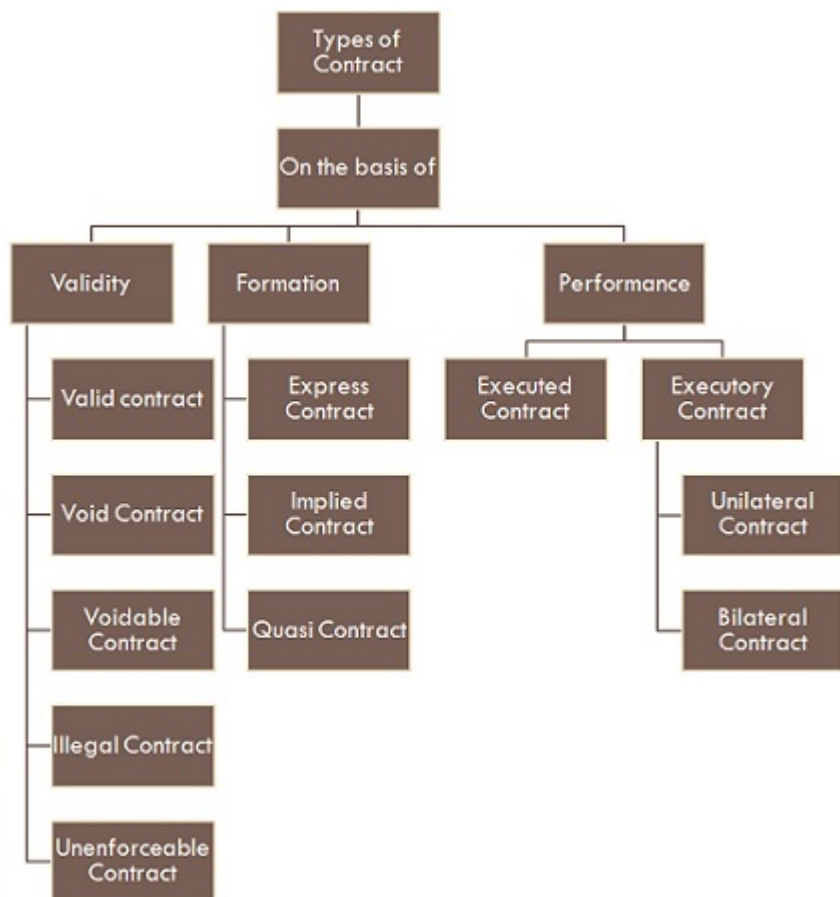 Types of
Contract
On the basis of
Validity
Formation
Performance
Valid contract
Void Contract
Voidable
Contract
Illegal Contract
Unenforceable
Contract
Express
Contract
Implied
Contract
Quasi Contract
Executed
Contract
Executory
Contract
Unilateral
Contract
Bilateral
Contract